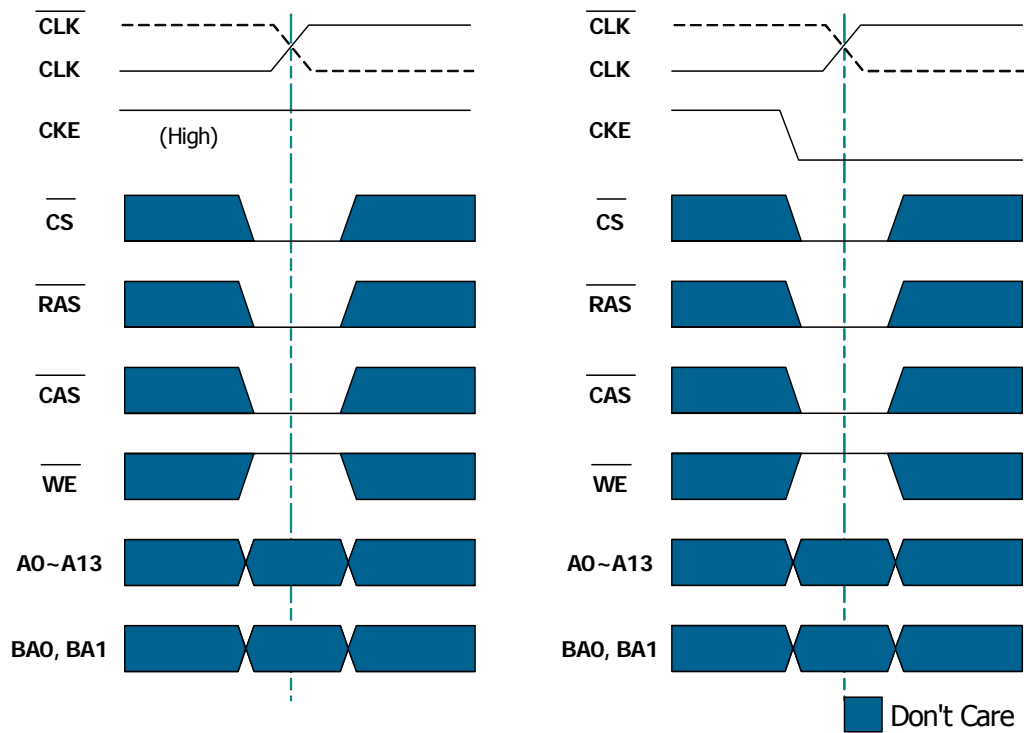 CLK
CLK
CKE
(High)
CS
RAS
CAS
WE
A0~A13
BA0, BA1
CLK
CLK
CKE
CS
RAS
CAS
WE
A0~A13
BA0, BA1
Don't Care